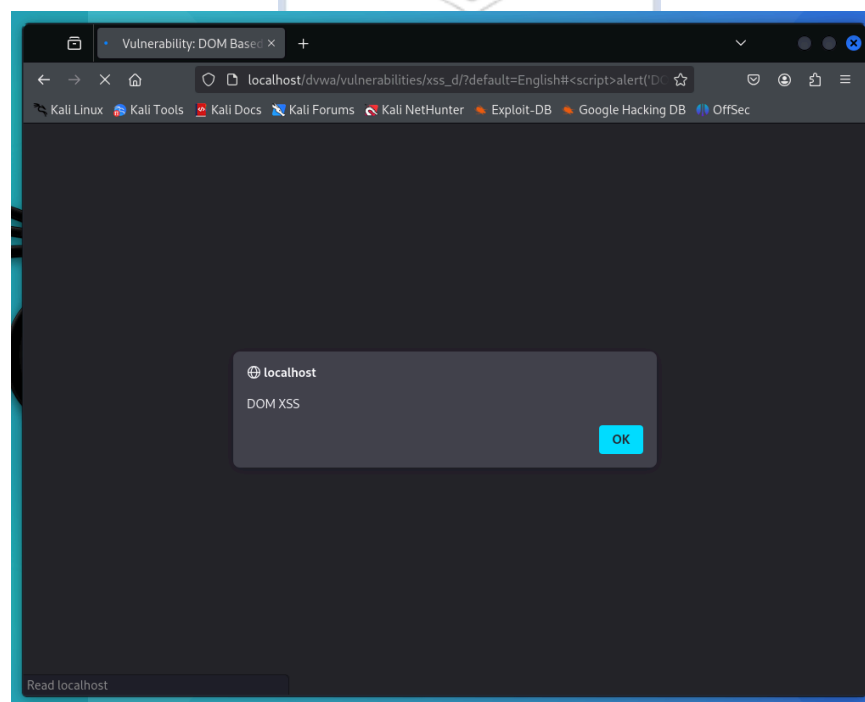 Vulnerability: DOM Based
localhost/dvwa/vulnerabilities/xss_d/?default=English#<script>alert('DO
Kali Linux Kali Tools Kali Docs Kali Forums Kali NetHunter Exploit-DB Google Hacking DB OffSec
localhost
DOM XSS
OK
Read localhost